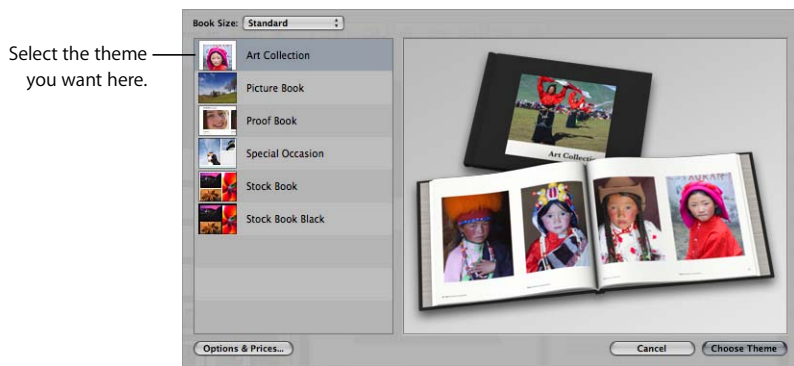 Book Size: Standard
Select the theme
you want here.
Art Collection
Picture Book
Proof Book
Special Occasion
Stock Book
Stock Book Black
Art Collection
Options & Prices...
Cancel
Choose Theme